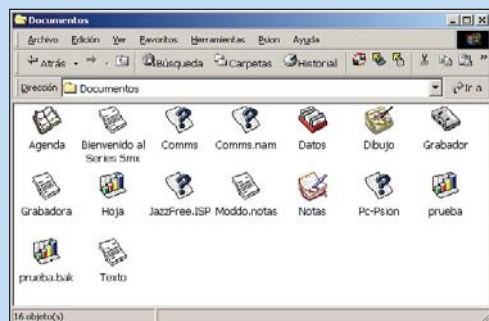 Documentos
Archivo Edición Ver Favoritos Herramientas Psion Ayuda
Atrás Búsqueda Carpetas Historial
Dirección Documentos Ir a
Agenda Bienvenido al Series 5mx Comms Comms.nam Datos Dibujo Grabador
Grabadora Hoja JazzFree.ISP Moddo.notas Notas Pc-Psion prueba
prueba.bak Texto
16 objeto(s)